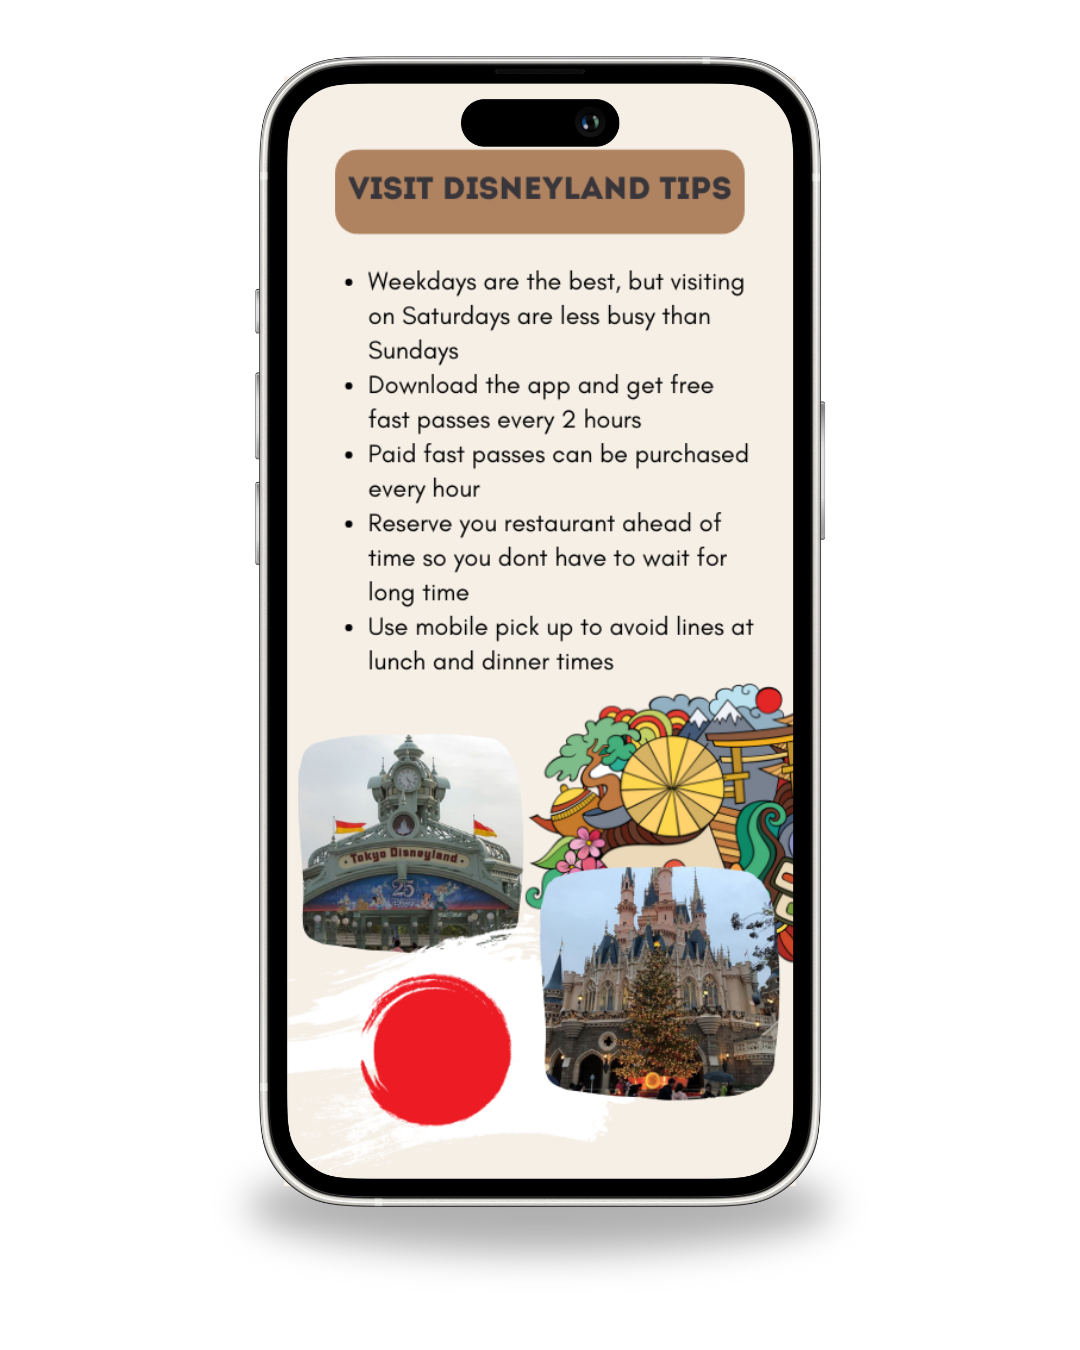 VISIT DISNEYLAND TIPS
• Weekdays are the best, but visiting
on Saturdays are less busy than
Sundays
• Download the app and get free
fast passes every 2 hours
• Paid fast passes can be purchased
every hour
• Reserve you restaurant ahead of
time so you dont have to wait for
long time
• Use mobile pick up to avoid lines at
lunch and dinner times
Tokyo Disneyland
25